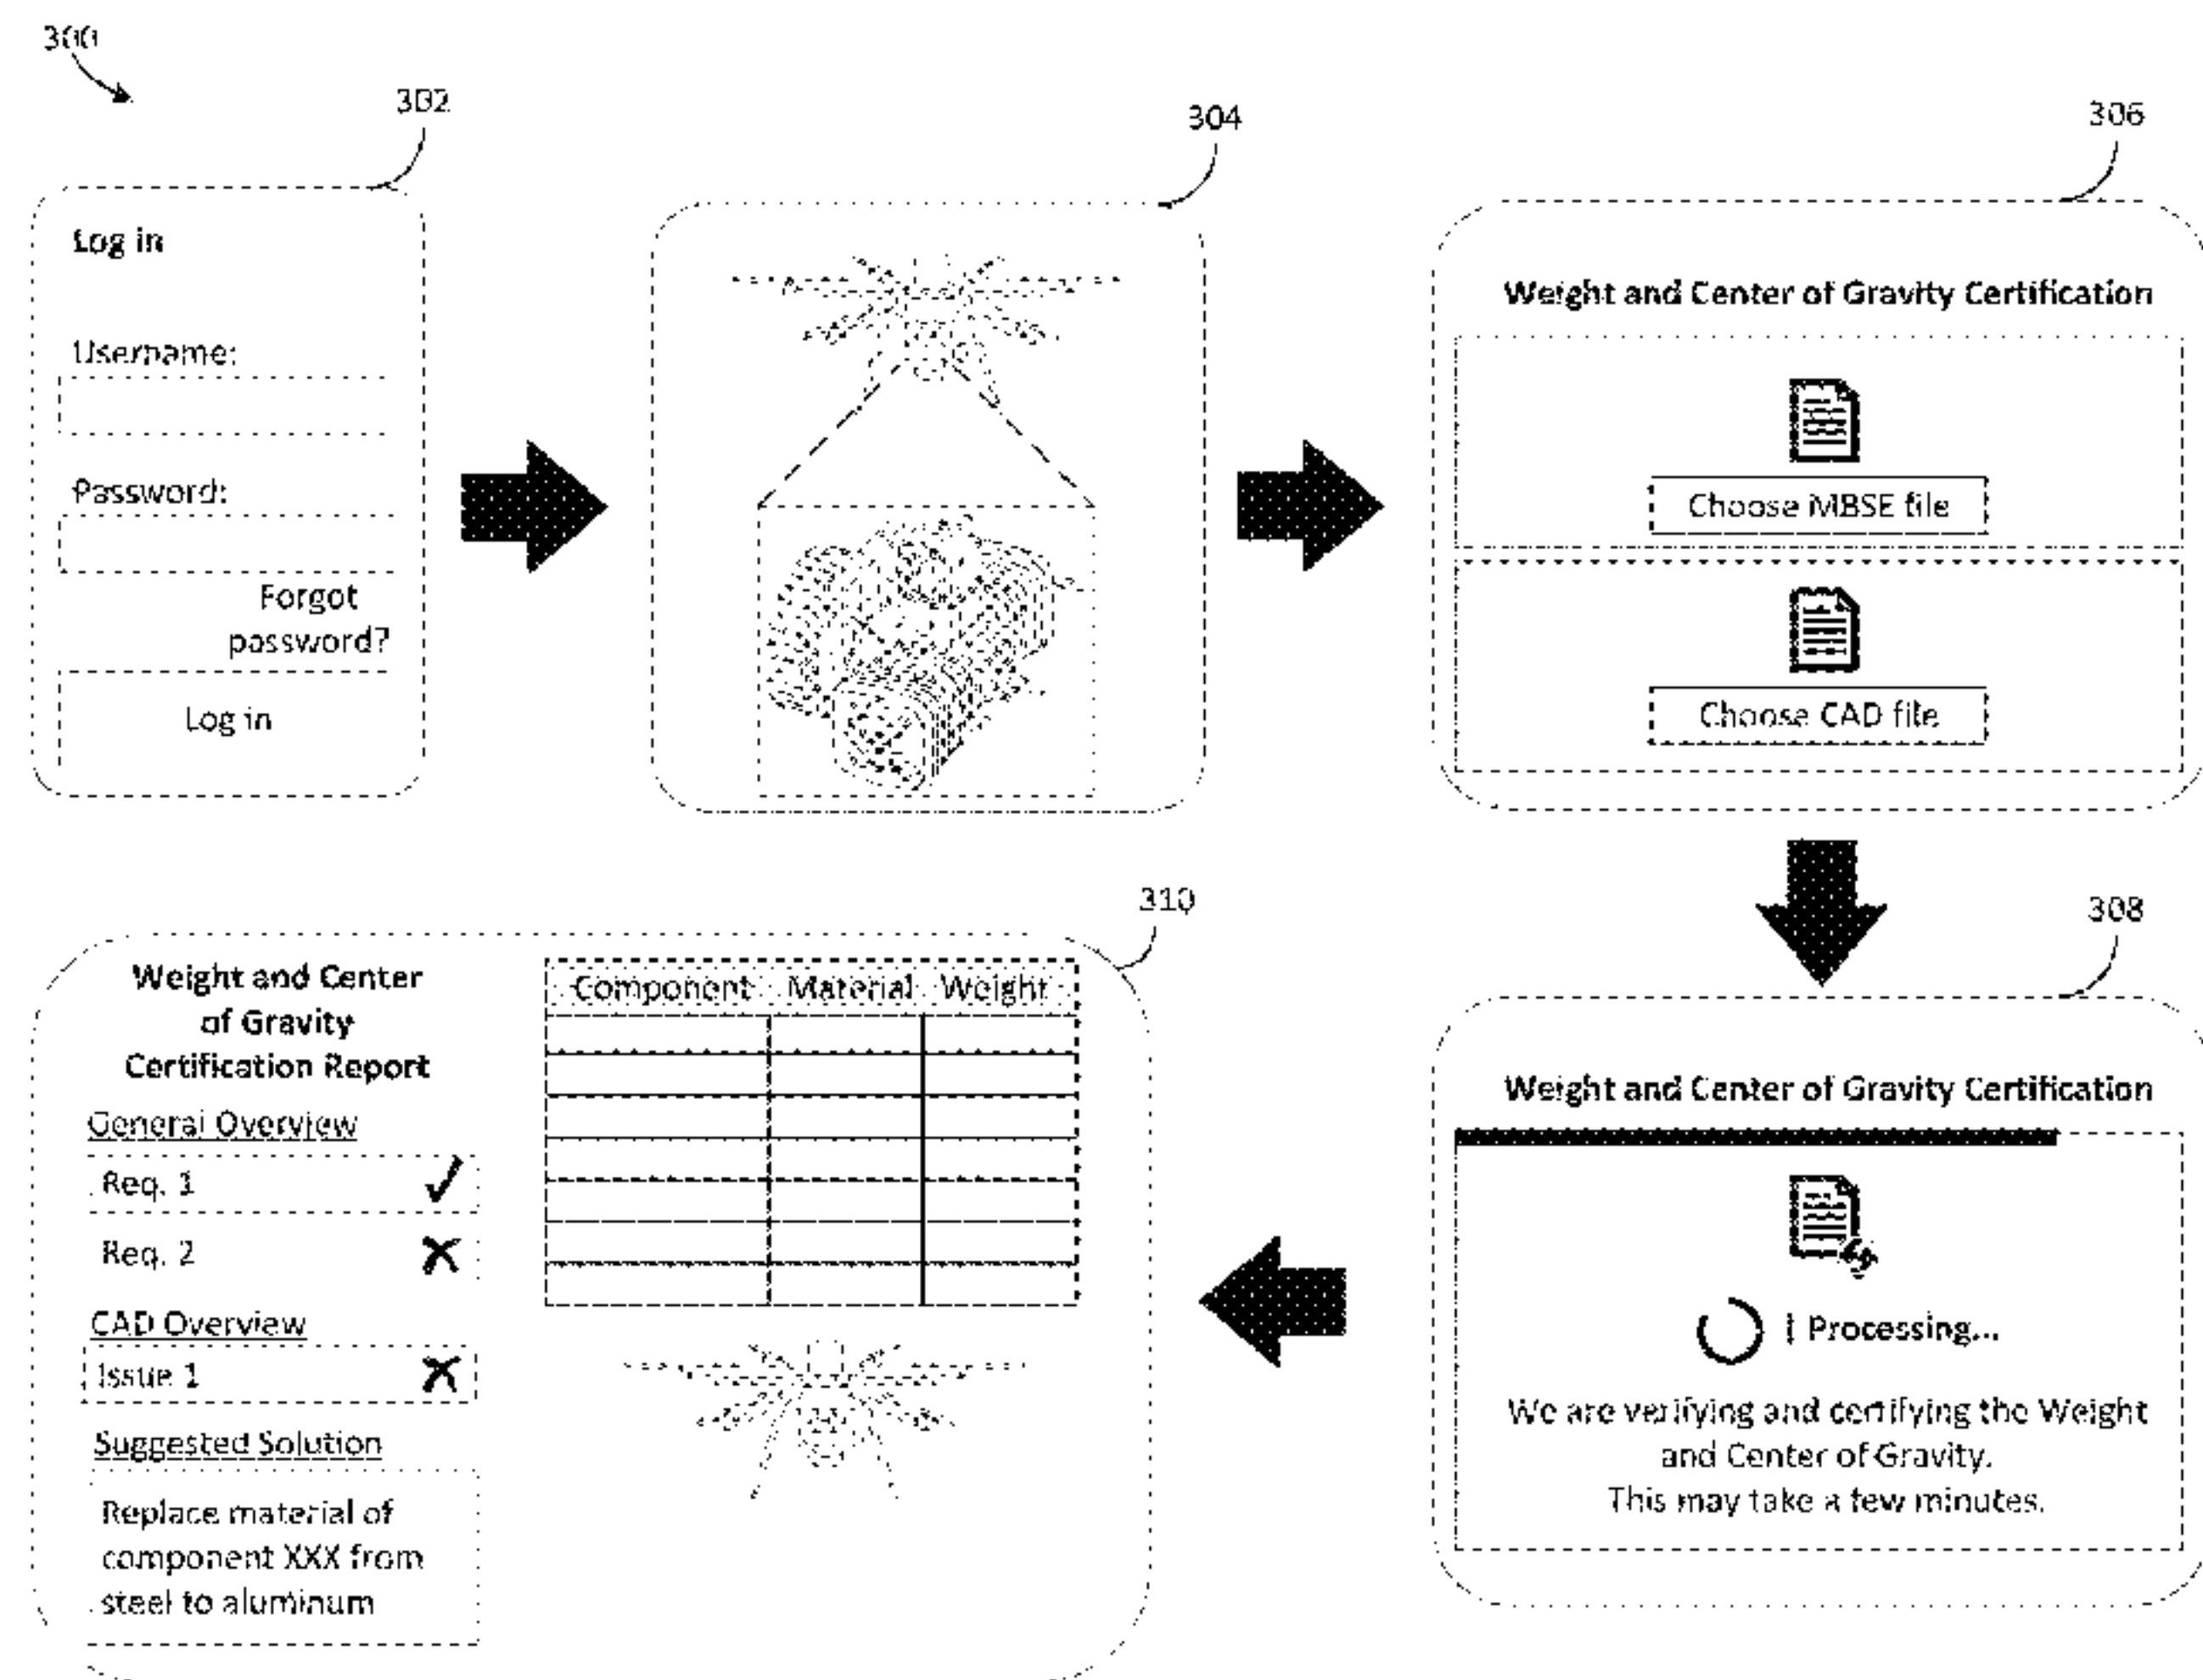 300
302
Log in
Username:
Password:
Forgot
password?
Log in
304
306
Weight and Center of Gravity Certification
Choose MBSE file
Choose CAD file
308
Weight and Center of Gravity Certification
Processing...
We are verifying and certifying the Weight
and Center of Gravity.
This may take a few minutes.
310
Weight and Center
of Gravity
Certification Report
General Overview
Req. 1
Req. 2
CAD Overview
Issue 1
Suggested Solution
Replace material of
component XXX from
steel to aluminum
Component Material Weight